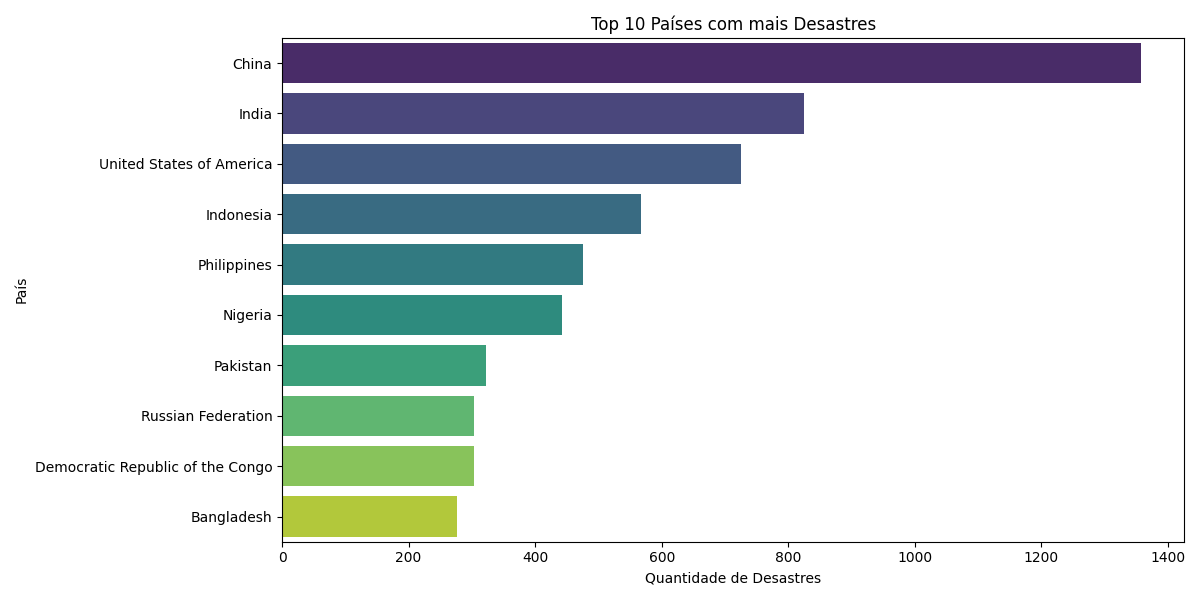 Top 10 Países com mais Desastres
País
China
India
United States of America
Indonesia
Philippines
Nigeria
Pakistan
Russian Federation
Democratic Republic of the Congo
Bangladesh
0 200 400 600 800 1000 1200 1400
Quantidade de Desastres